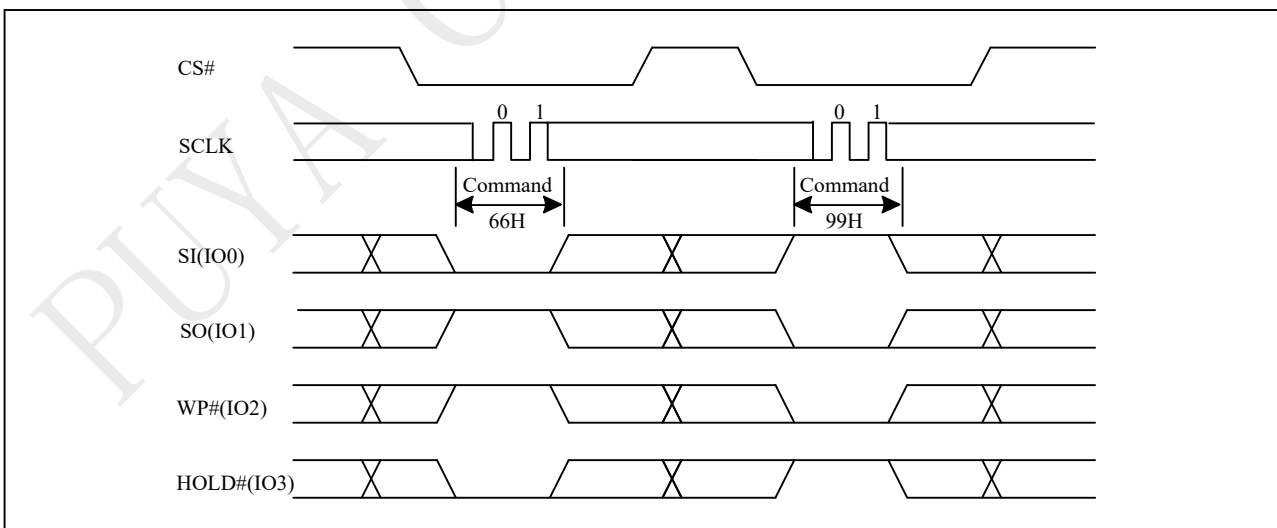 PUYA
CS#
0 1 0 1
SCLK
Command Command
66H 99H
SI(IO0)
SO(IO1)
WP#(IO2)
HOLD#(IO3)